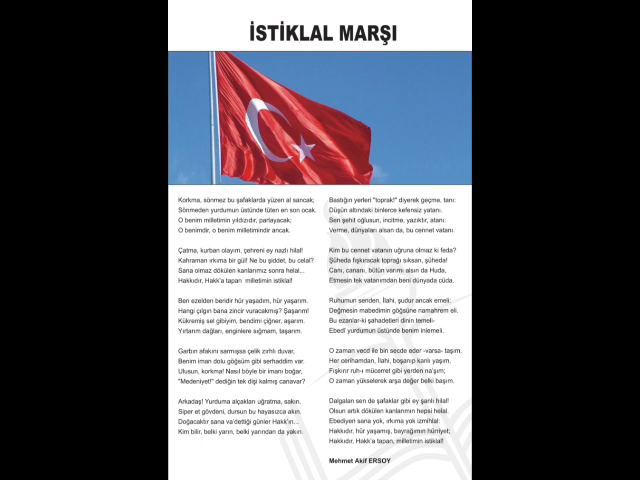 İSTİKLAL MARŞI
Korkma, sönmez bu şafaklarda yüzen al sancak;
Sönmeden yurdumun üstünde tüten en son ocak.
O benim milletimin yıldızıdır, parlayacak;
O benimdir, o benim milletimindir ancak.
Çatma, kurban olayım, çehreni ey nazlı hilal!
Kahraman ırkıma bir gül! Ne bu şiddet, bu celal?
Sana olmaz dökülen kanlarımız sonra helal...
Hakkıdır, Hakk'a tapan milletimin istiklal!
Ben ezelden beridir hür yaşadım, hür yaşarım.
Hangi çılgın bana zincir vuracakmış? Şaşarım!
Kükremiş sel gibiyim, bendimi çiğner, aşarım.
Yırtarım dağları, enginlere sığmam, taşarım.
Garbın afakını sarmışsa çelik zırhlı duvar,
Benim iman dolu göğsüm gibi serhaddim var.
Ulusun, korkma! Nasıl böyle bir imanı boğar,
"Medeniyet!" dediğin tek dişi kalmış canavar?
Arkadaş! Yurduma alçakları uğratma, sakın.
Siper et gövdeni, dursun bu hayasızca akın.
Doğacaktır sana va'dettiği günler Hakk'ın...
Kim bilir, belki yarın, belki yarından da yakın.
Bastığın yerleri "toprak!" diyerek geçme, tanı:
Düşün altındaki binlerce kefensiz yatanı.
Sen şehit oğlusun, incitme, yazıktır, atanı:
Verme, dünyaları alsan da, bu cennet vatanı.
Kim bu cennet vatanın uğruna olmaz ki feda?
Şüheda fışkıracak toprağı sıksan, şüheda!
Canı, cananı, bütün varımı alsın da Huda,
Etmesin tek vatanımdan beni dünyada cüda.
Ruhumun senden, İlahi, şudur ancak emeli:
Değmesin mabedimin göğsüne namahrem eli.
Bu ezanlar-ki şahadetleri dinin temeli-
Ebedî yurdumun üstünde benim inlemeli.
O zaman vecd ile bin secde eder -varsa- taşım,
Her cerihamdan, İlahi, boşanıp kanlı yaşım,
Fışkırır ruh-ı mücerret gibi yerden na'şım;
O zaman yükselerek arşa değer belki başım.
Dalgalan sen de şafaklar gibi ey şanlı hilal!
Olsun artık dökülen kanlarımın hepsi helal.
Ebediyen sana yok, ırkıma yok izmihlal:
Hakkıdır, hür yaşamış, bayrağımın hürriyet;
Hakkıdır, Hakk'a tapan, milletimin istiklal!
Mehmet Akif ERSOY